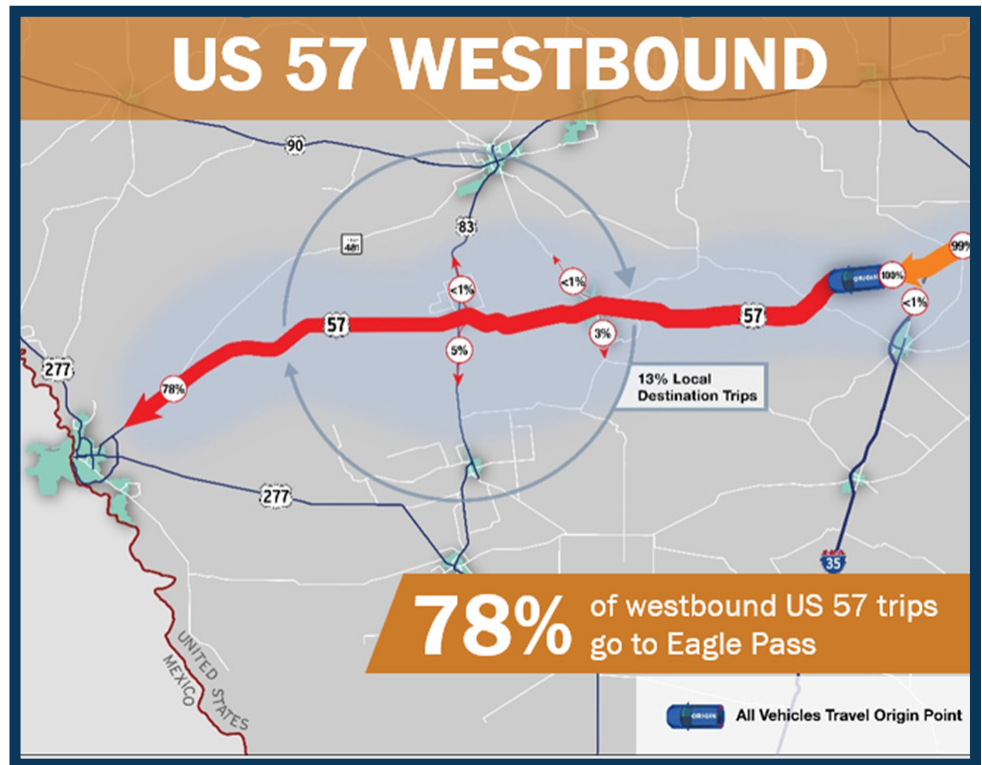 US 57 WESTBOUND
90
83
481
99%
100%
ORIGIN
<1%
<1%
<1%
57
57
3%
5%
277
13% Local
Destination Trips
78%
277
35
78%
of westbound US 57 trips
go to Eagle Pass
UNITED STATES
MEXICO
ORIGIN
All Vehicles Travel Origin Point